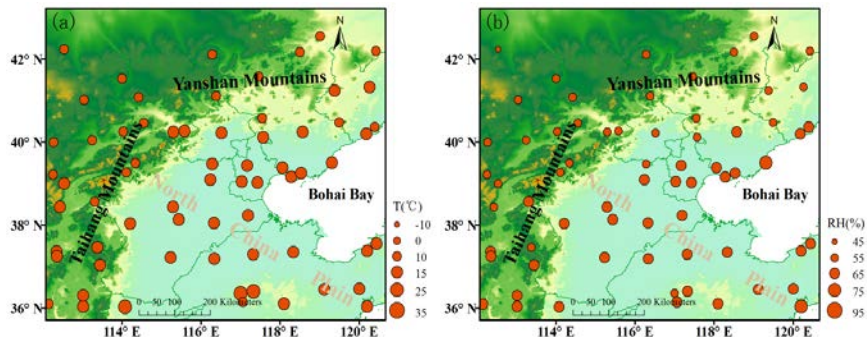 (a)
N
42° N
Yanshan Mountains
40° N
Taihang Mountains
Bohai Bay
T(℃)
-10
0
10
15
25
35
38° N
North
China
Plain
36° N
0 50 100 200 Kilometers
114° E
116° E
118° E
120° E
(b)
N
42° N
Yanshan Mountains
40° N
Taihang Mountains
Bohai Bay
RH(%)
45
55
65
75
95
38° N
North
China
Plain
36° N
0 50 100 200 Kilometers
114° E
116° E
118° E
120° E